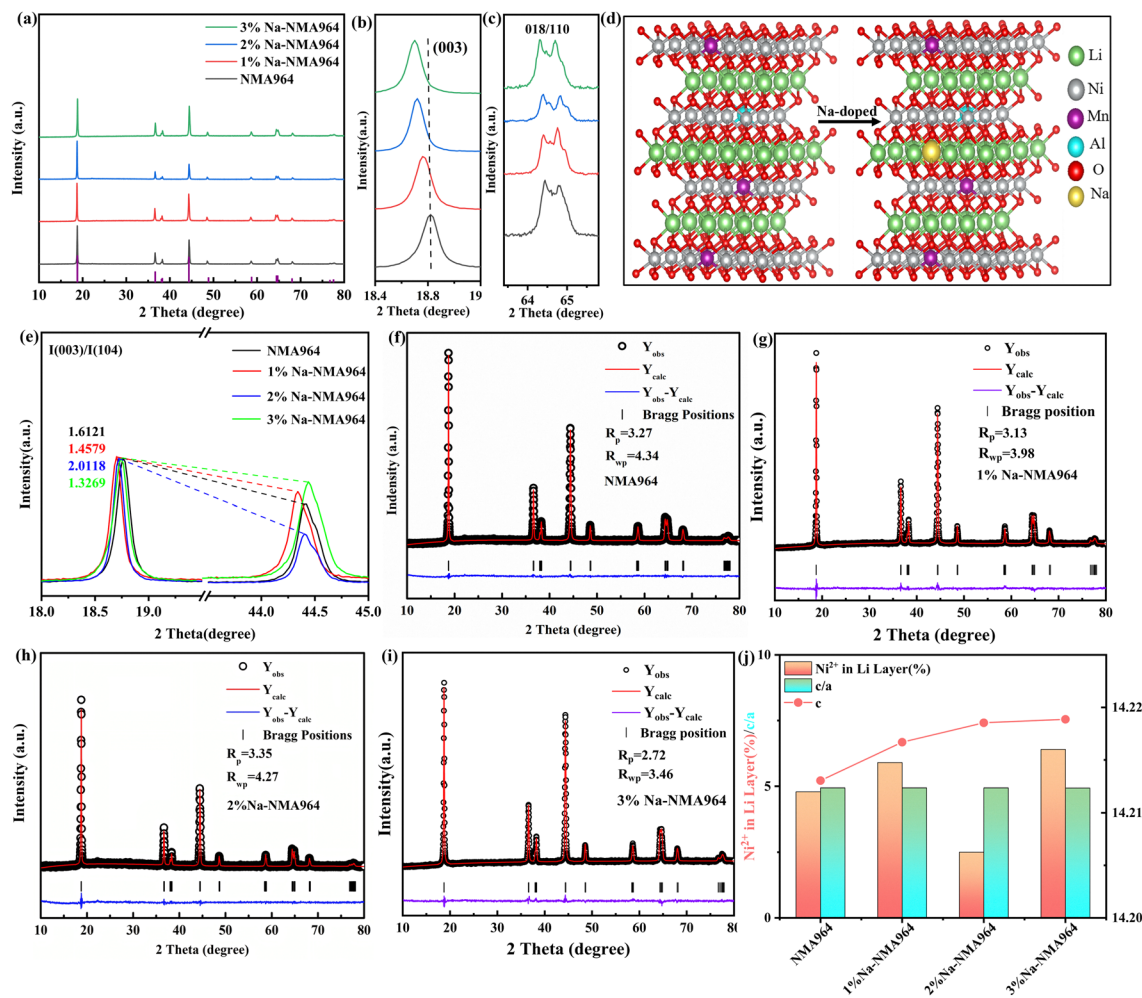 (a)
3% Na-NMA964
2% Na-NMA964
1% Na-NMA964
NMA964
Intensity (a.u.)
10 20 30 40 50 60 70 80
2 Theta (degree)
(b)
(003)
Intensity(a.u.)
18.4 18.8 19
2 Theta (degree)
(c)
018/110
Intensity (a.u.)
64 65
2 Theta (degree)
(d)
Na-doped
Li
Ni
Mn
Al
O
Na
(e)
I(003)/I(104)
NMA964
1% Na-NMA964
2% Na-NMA964
3% Na-NMA964
1.6121
1.4579
2.0118
1.3269
Intensity (a.u.)
18.0 18.5 19.0 44.0 44.5 45.0
2 Theta(degree)
(f)
Yobs
Ycalc
Yobs-Ycalc
Bragg Positions
Rp=3.27
Rwp=4.34
NMA964
Indensity (a.u.)
10 20 30 40 50 60 70 80
2 Theta (degree)
(g)
Yobs
Ycalc
Yobs-Ycalc
Bragg position
Rp=3.13
Rwp=3.98
1% Na-NMA964
Intensity (a.u.)
10 20 30 40 50 60 70 80
2 Theta (degree)
(h)
Yobs
Ycalc
Yobs-Ycalc
Bragg Positions
Rp=3.35
Rwp=4.27
2%Na-NMA964
Intensity (a.u.)
10 20 30 40 50 60 70 80
2 Theta (degree)
(i)
Yobs
Ycalc
Yobs-Ycalc
Bragg position
Rp=2.72
Rwp=3.46
3% Na-NMA964
Intensity(a.u.)
10 20 30 40 50 60 70 80
2 Theta (degree)
(j)
Ni2+ in Li Layer(%)
c/a
c
Ni2+ in Li Layer(%)/c/a
10
5
0
14.22
14.21
14.20
NMA964
1%Na-NMA964
2%Na-NMA964
3%Na-NMA964